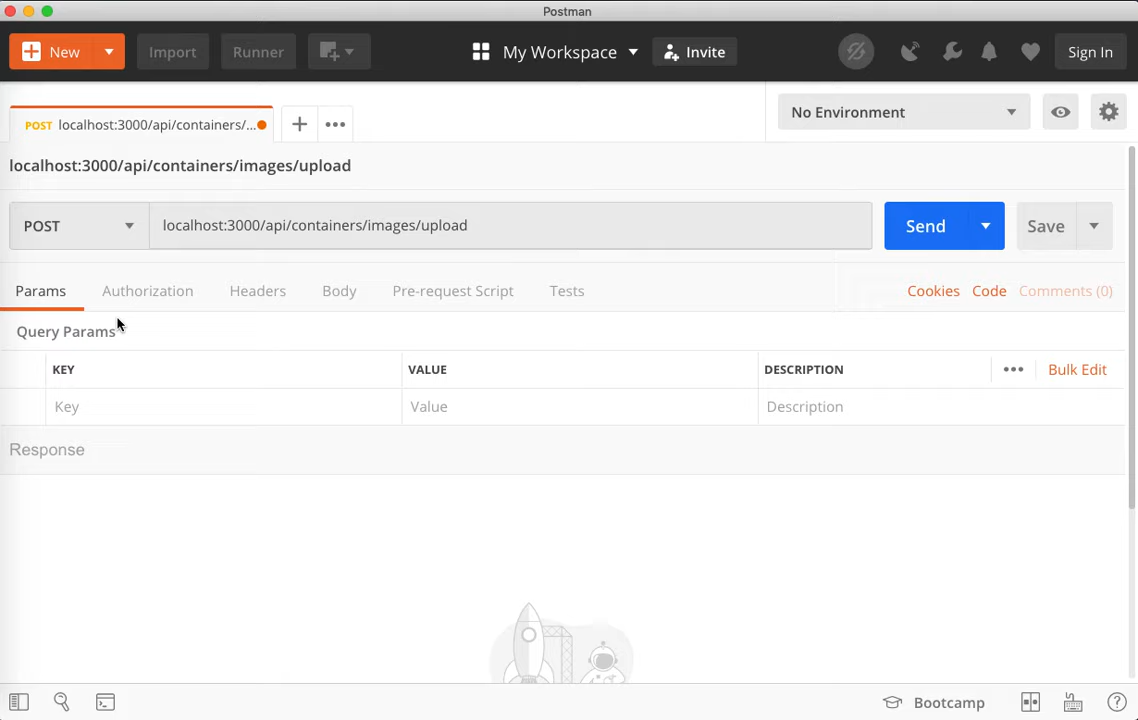 Postman
New Import Runner My Workspace Invite Sign In
POST localhost:3000/api/containers/... No Environment
localhost:3000/api/containers/images/upload
POST localhost:3000/api/containers/images/upload Send Save
Params Authorization Headers Body Pre-request Script Tests Cookies Code Comments (0)
Query Params
KEY VALUE DESCRIPTION Bulk Edit
Key Value Description
Response
Bootcamp